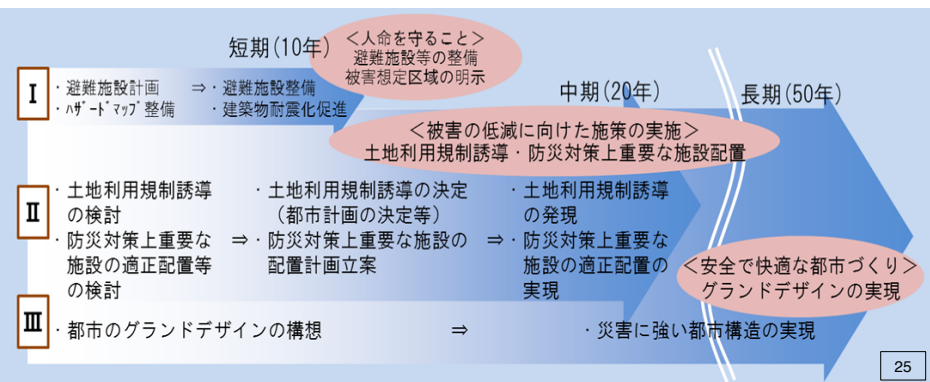 短期(10年)
＜人命を守ること＞
避難施設等の整備
被害想定区域の明示
Ⅰ
・避難施設計画　⇒・避難施設整備
・ﾊｻﾞｰﾄﾞﾏｯﾌﾟ整備　・建築物耐震化促進
中期(20年)
長期(50年)
＜被害の低減に向けた施策の実施＞
土地利用規制誘導・防災対策上重要な施設配置
Ⅱ
・土地利用規制誘導
の検討
・防災対策上重要な
施設の適正配置等
の検討
⇒
・土地利用規制誘導の決定
（都市計画の決定等）
・防災対策上重要な施設の
配置計画立案
⇒
・土地利用規制誘導
の発現
・防災対策上重要な
施設の適正配置の
実現
＜安全で快適な都市づくり＞
グランドデザインの実現
Ⅲ
・都市のグランドデザインの構想　⇒　・災害に強い都市構造の実現
25